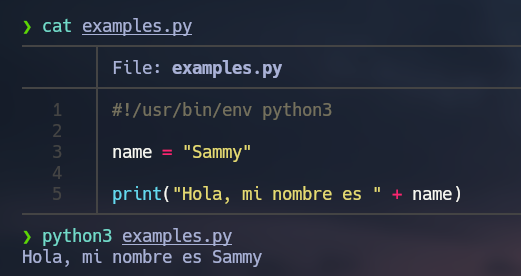 ❯ cat examples.py
File: examples.py
1 #!/usr/bin/env python3
2
3 name = "Sammy"
4
5 print("Hola, mi nombre es " + name)
❯ python3 examples.py
Hola, mi nombre es Sammy